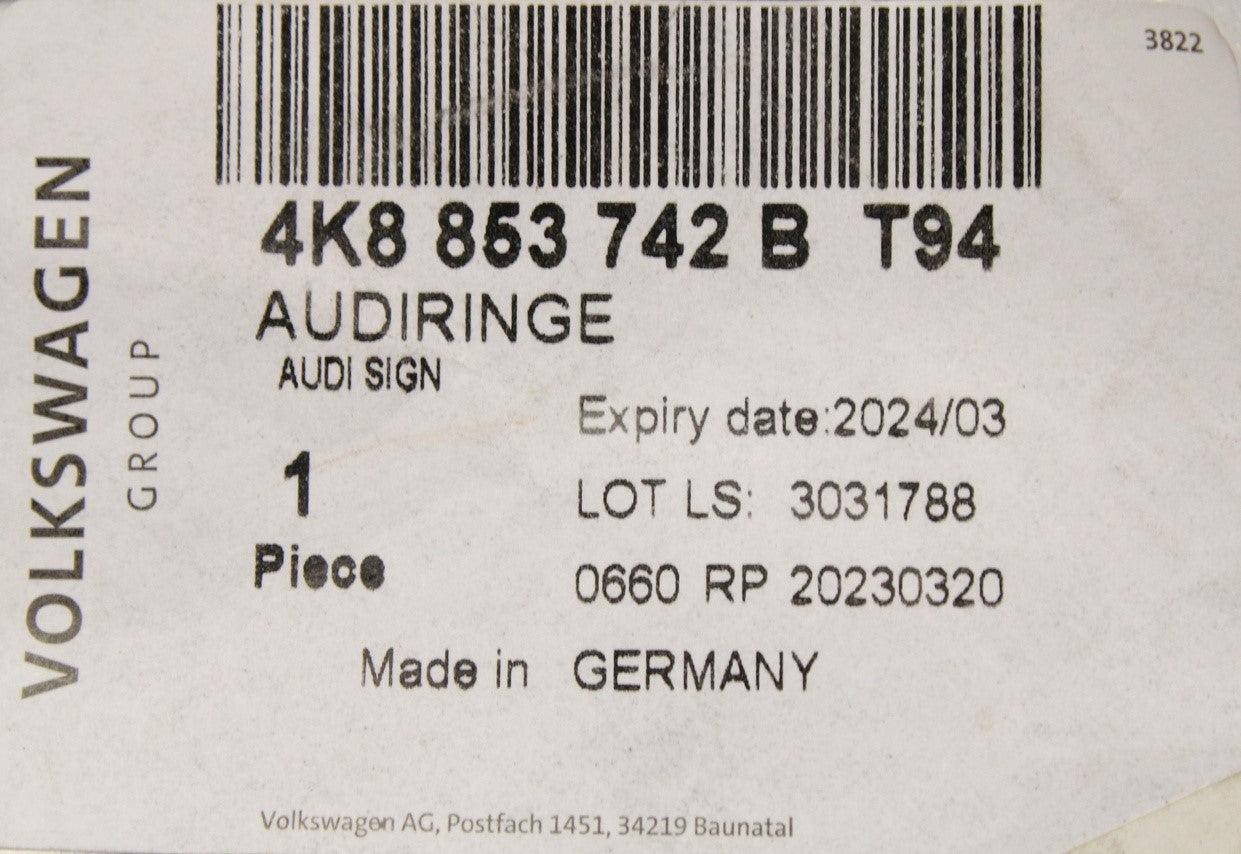 3822
VOLKSWAGEN
GROUP
4K8 853 742 B T94
AUDIRINGE
AUDI SIGN
Expiry date:2024/03
1
LOT LS: 3031788
Piece
0660 RP 20230320
Made in GERMANY
Volkswagen AG, Postfach 1451, 34219 Baunatal